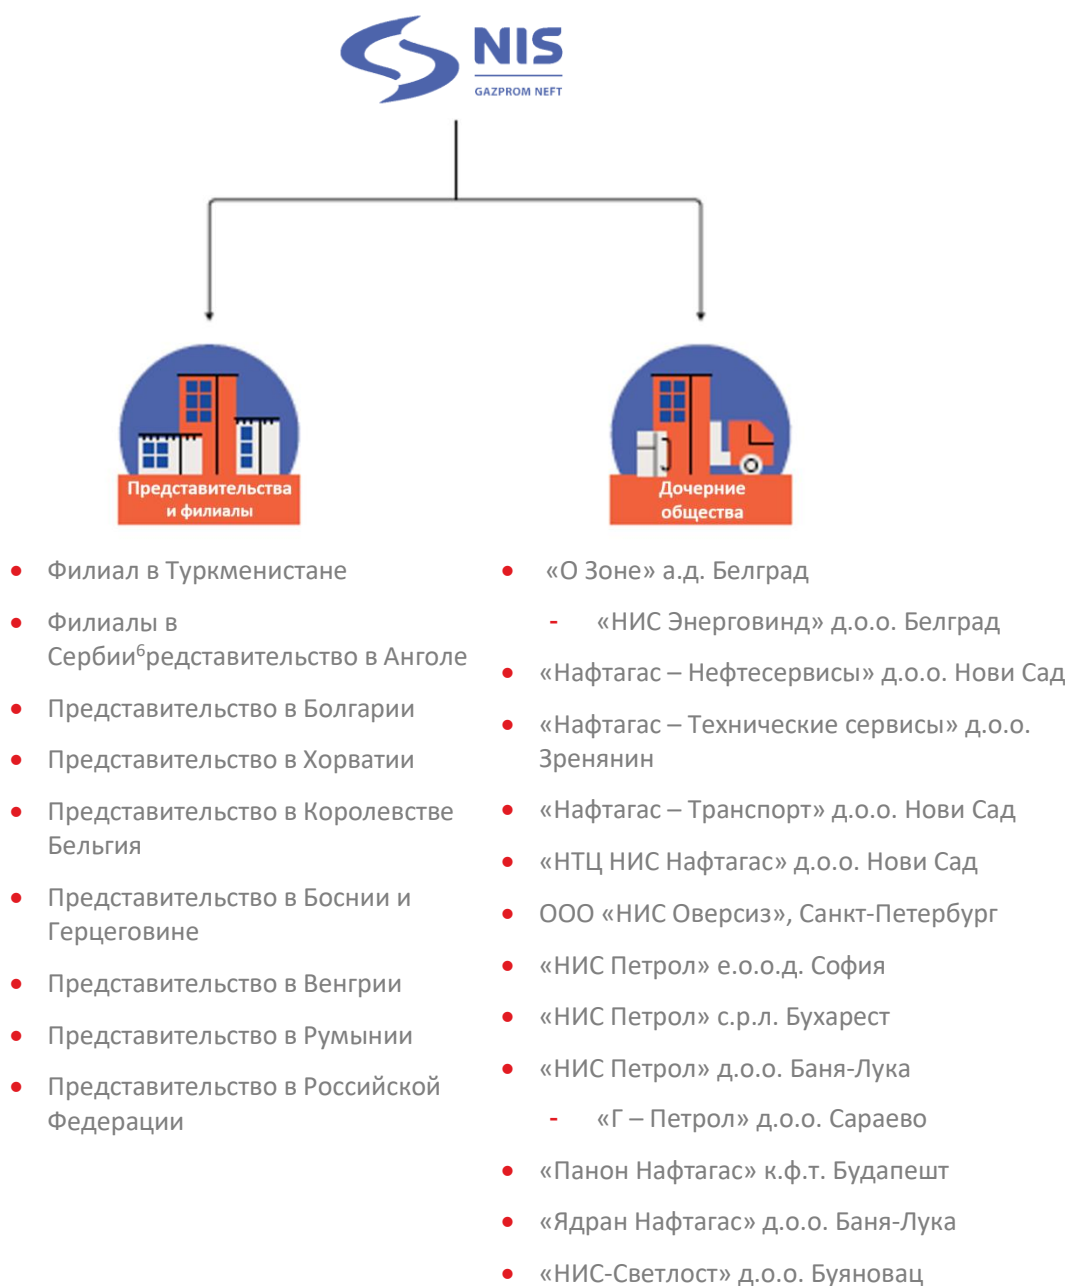 NIS
GAZPROM NEFT
Представительства
и филиалы
Дочерние
общества
• Филиал в Туркменистане
• Филиалы в
Сербии⁶редставительство в Анголе
• Представительство в Болгарии
• Представительство в Хорватии
• Представительство в Королевстве
Бельгия
• Представительство в Боснии и
Герцеговине
• Представительство в Венгрии
• Представительство в Румынии
• Представительство в Российской
Федерации
• «О Зоне» а.д. Белград
- «НИС Энерговинд» д.о.о. Белград
• «Нафтагас – Нефтесервисы» д.о.о. Нови Сад
• «Нафтагас – Технические сервисы» д.о.о.
Зренянин
• «Нафтагас – Транспорт» д.о.о. Нови Сад
• «НТЦ НИС Нафтагас» д.о.о. Нови Сад
• ООО «НИС Оверсиз», Санкт-Петербург
• «НИС Петрол» е.о.о.д. София
• «НИС Петрол» с.р.л. Бухарест
• «НИС Петрол» д.о.о. Баня-Лука
- «Г – Петрол» д.о.о. Сараево
• «Панон Нафтагас» к.ф.т. Будапешт
• «Ядран Нафтагас» д.о.о. Баня-Лука
• «НИС-Светлост» д.о.о. Буяновац